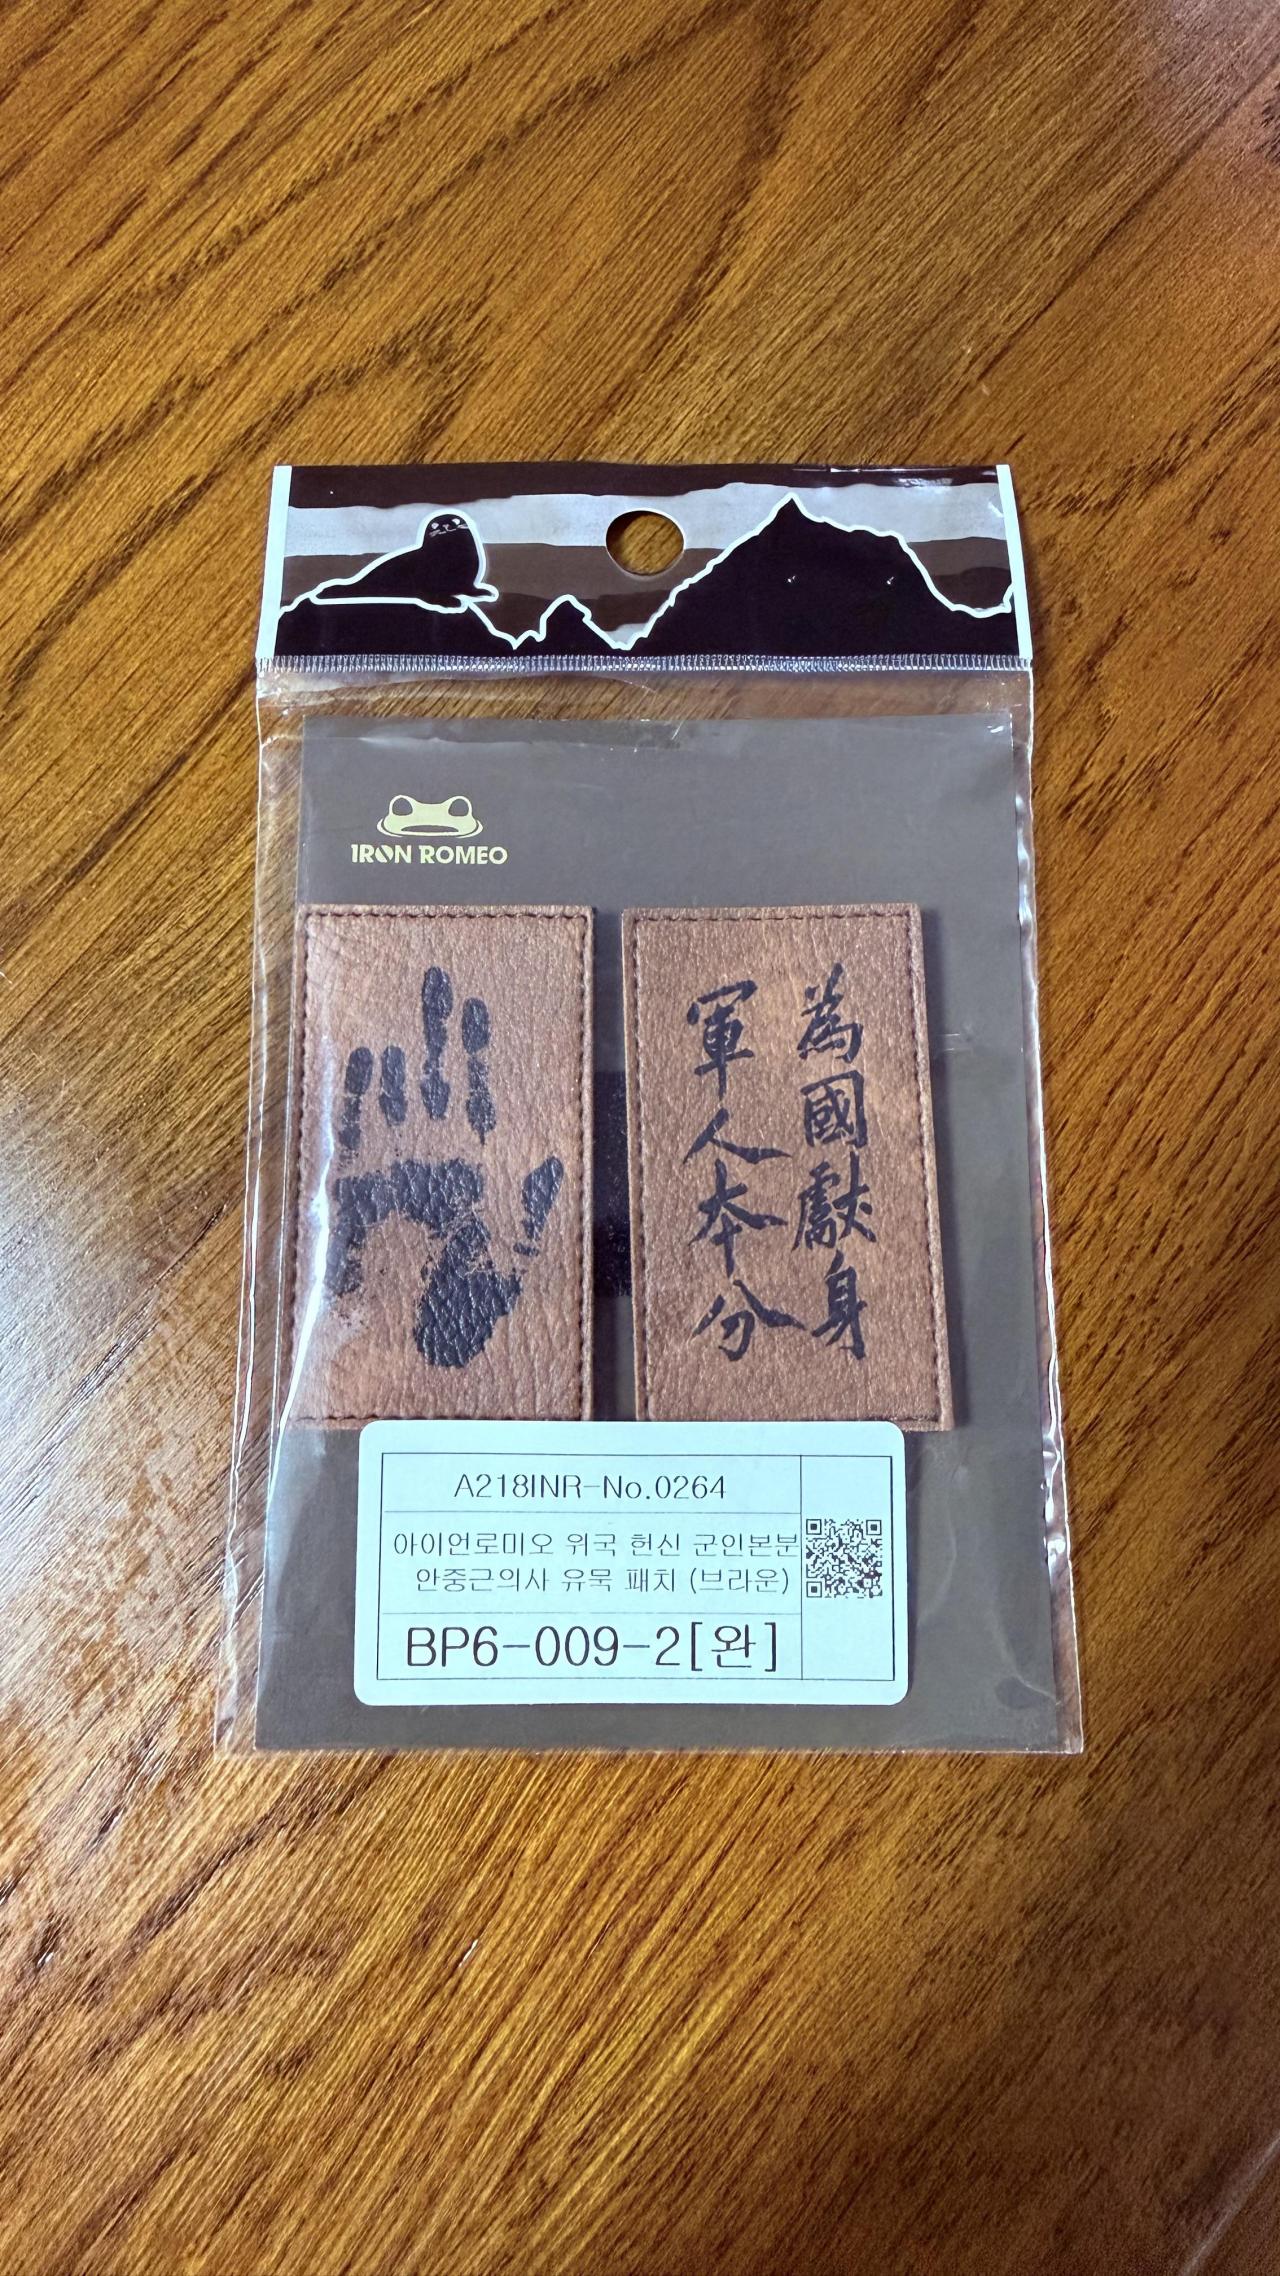 IRON ROMEO
為國獻身
軍人本分
A218INR-No.0264
아이언로미오 위국 헌신 군인본분
안중근의사 유묵 패치 (브라운)
BP6-009-2[완]